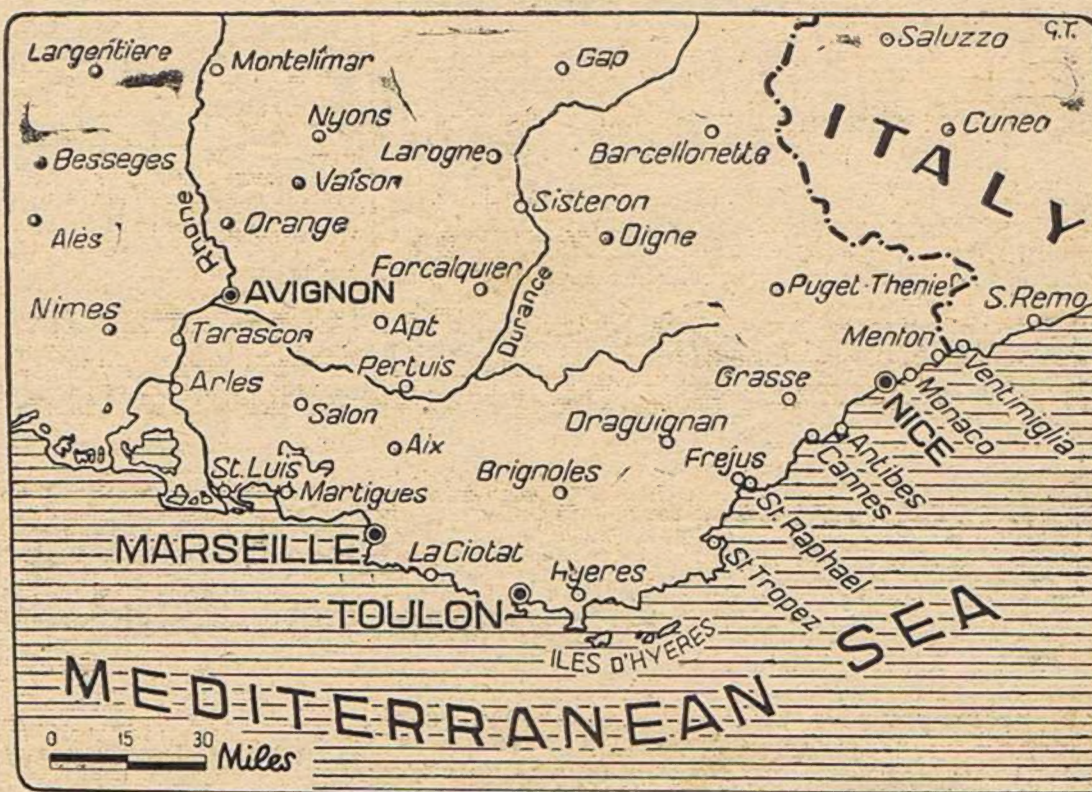 G.T.
Largentiere
Montelimar
Gap
Saluzzo
Nyons
Cuneo
ITALY
Besseges
Larogne
Barcellonette
Vaison
Rhone
Orange
Sisteron
Digne
Ales
Forcalquier
Durance
AVIGNON
Puget-Thenier
S. Remo
Nimes
Apt
Tarascon
Menton
Ventimiglia
Pertuis
Grasse
Monaco
Arles
NICE
Salon
Draguignan
Antibes
Aix
Cannes
Frejus
St. Luis
Brignoles
Martigues
St. Raphael
MARSEILLE
La Ciotat
Hyeres
St Tropez
TOULON
ILES D'HYERES
MEDITERRANEAN SEA
0 15 30
Miles